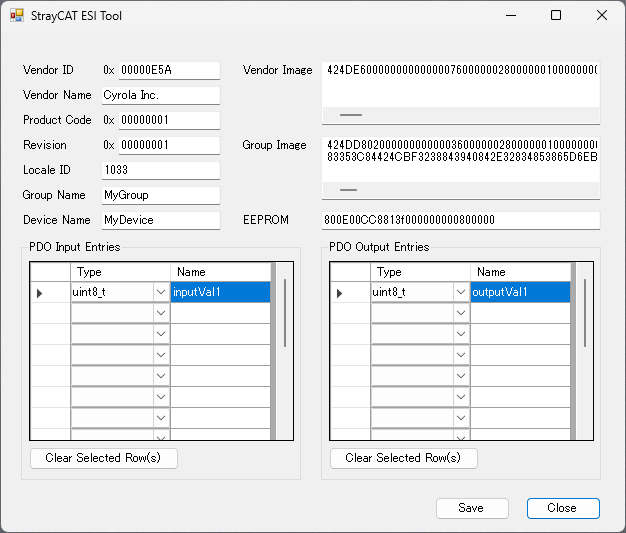 StrayCAT ESI Tool
Vendor ID 0x 00000E5A
Vendor Name Cyrola Inc.
Product Code 0x 00000001
Revision 0x 00000001
Locale ID 1033
Group Name MyGroup
Device Name MyDevice
Vendor Image 424DE6000000000000007600000028000000100000000
Group Image 424DD802000000000000360000002800000010000000
83353C84424CBF3238843940842E32834853865D6EB
EEPROM 800E00CC8813f000000000800000
PDO Input Entries
Type Name
uint8_t inputVal1
Clear Selected Row(s)
PDO Output Entries
Type Name
uint8_t outputVal1
Clear Selected Row(s)
Save Close